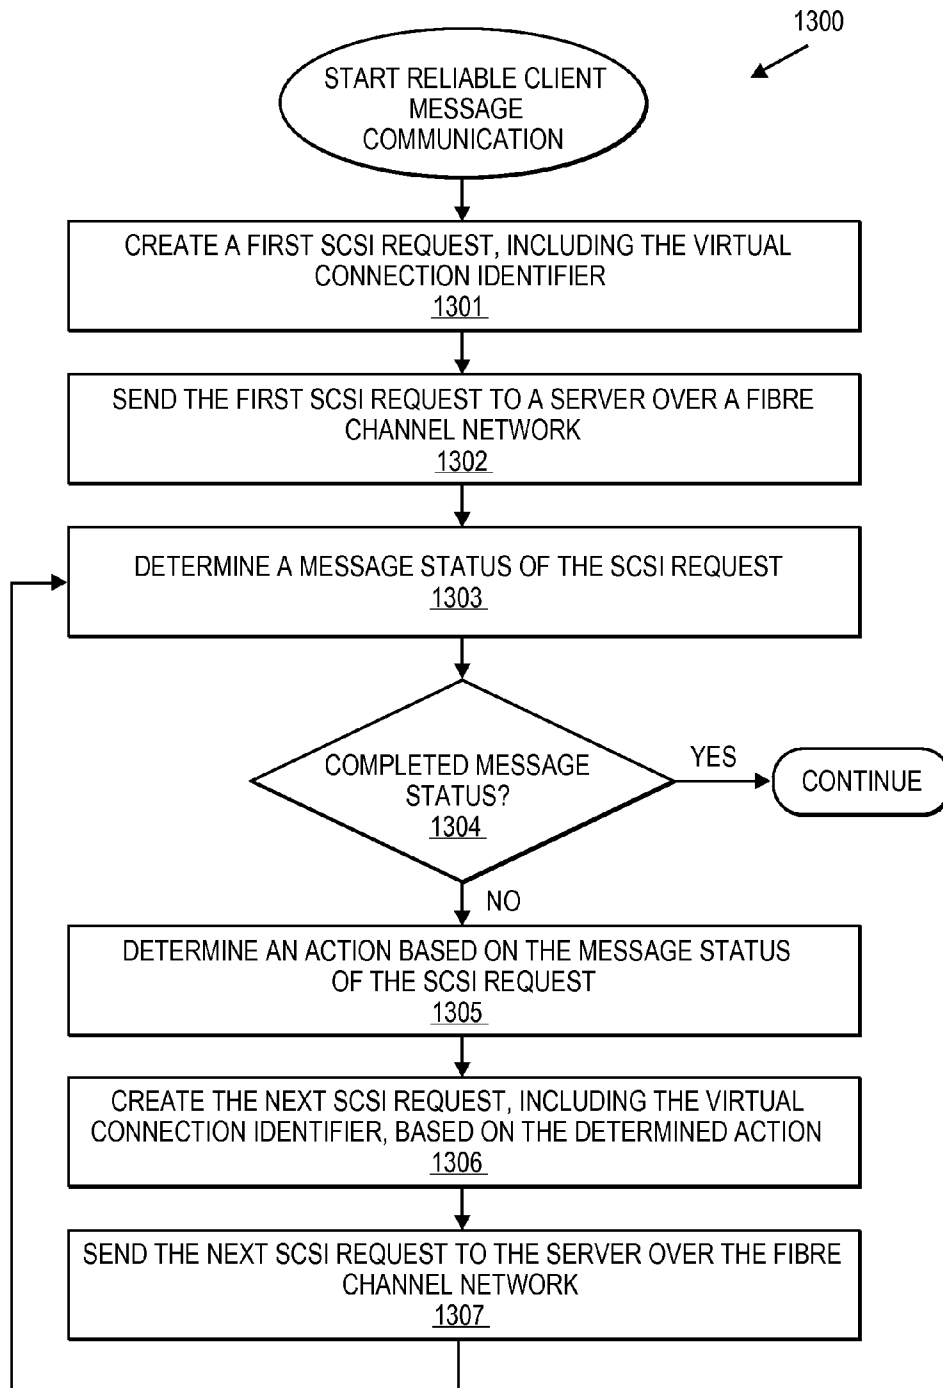 1300
START RELIABLE CLIENT
MESSAGE
COMMUNICATION
CREATE A FIRST SCSI REQUEST, INCLUDING THE VIRTUAL
CONNECTION IDENTIFIER
1301
SEND THE FIRST SCSI REQUEST TO A SERVER OVER A FIBRE
CHANNEL NETWORK
1302
DETERMINE A MESSAGE STATUS OF THE SCSI REQUEST
1303
COMPLETED MESSAGE
STATUS?
1304
YES
CONTINUE
NO
DETERMINE AN ACTION BASED ON THE MESSAGE STATUS
OF THE SCSI REQUEST
1305
CREATE THE NEXT SCSI REQUEST, INCLUDING THE VIRTUAL
CONNECTION IDENTIFIER, BASED ON THE DETERMINED ACTION
1306
SEND THE NEXT SCSI REQUEST TO THE SERVER OVER THE FIBRE
CHANNEL NETWORK
1307